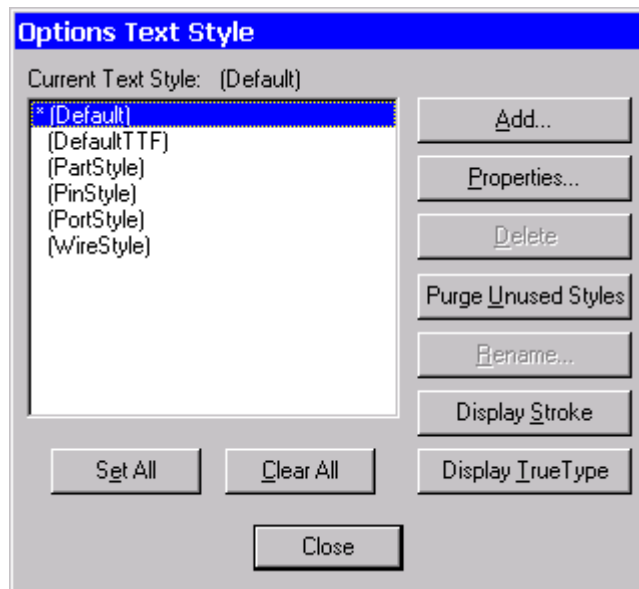 Options Text Style
Current Text Style: (Default)
* (Default)
(DefaultTTF)
(PartStyle)
(PinStyle)
(PortStyle)
(WireStyle)
Add...
Properties...
Delete
Purge Unused Styles
Rename...
Display Stroke
Set All
Clear All
Display TrueType
Close